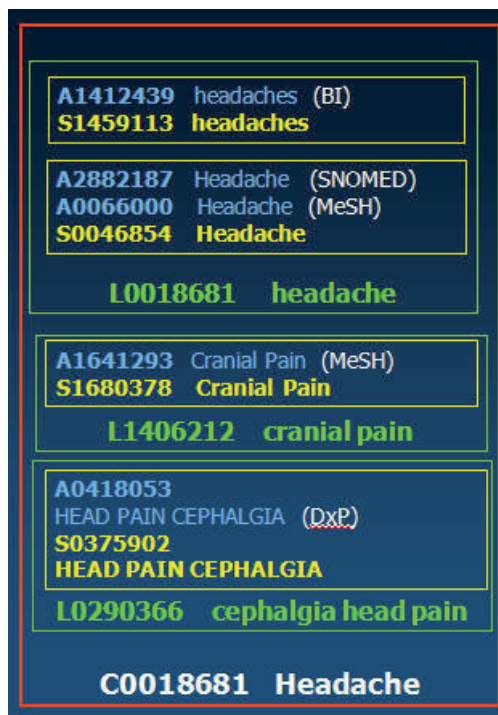 A1412439 headaches (BI)
S1459113 headaches
A2882187 Headache (SNOMED)
A0066000 Headache (MeSH)
S0046854 Headache
L0018681 headache
A1641293 Cranial Pain (MeSH)
S1680378 Cranial Pain
L1406212 cranial pain
A0418053
HEAD PAIN CEPHALGIA (DxP)
S0375902
HEAD PAIN CEPHALGIA
L0290366 cephalgia head pain
C0018681 Headache